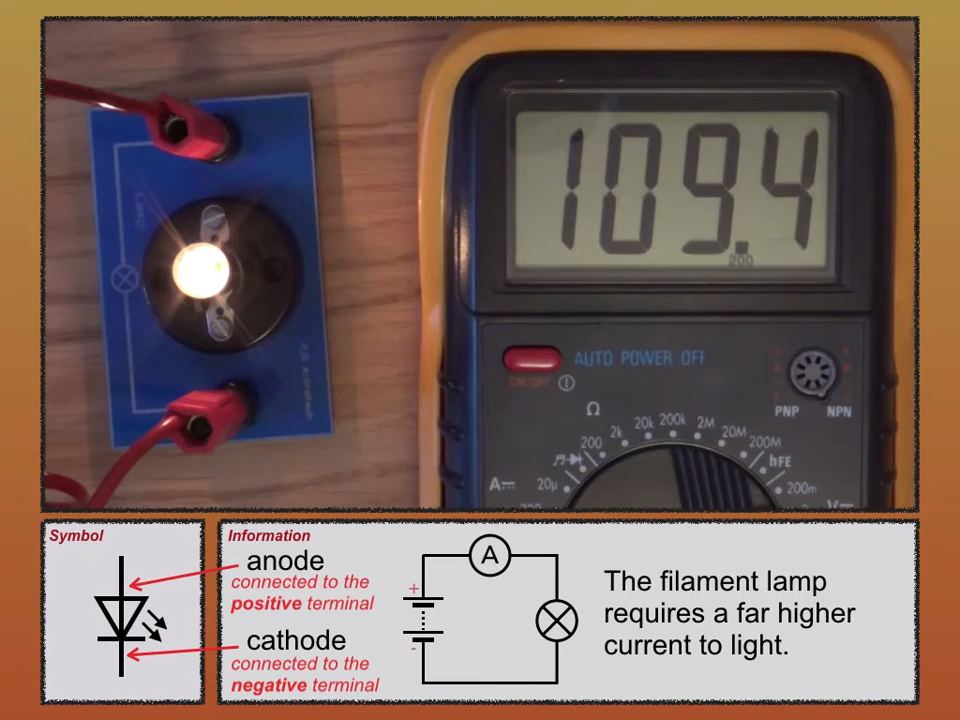 109.4
200
Lamp
AUTO POWER OFF
ON/OFF
PNP NPN
Ω
200 2k 20k 200k 2M 20M 200M
hFE
A 20μ 200m
V
Symbol
Information
anode
connected to the
positive terminal
cathode
connected to the
negative terminal
+
-
A
The filament lamp
requires a far higher
current to light.